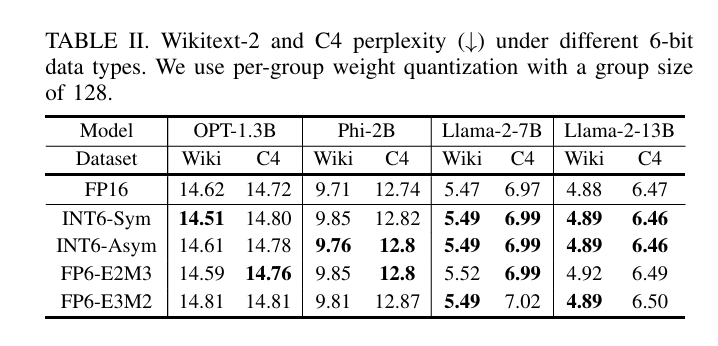 TABLE II. Wikitext-2 and C4 perplexity (↓) under different 6-bit
data types. We use per-group weight quantization with a group size
of 128.
Model OPT-1.3B Phi-2B Llama-2-7B Llama-2-13B
Dataset Wiki C4 Wiki C4 Wiki C4 Wiki C4
FP16 14.62 14.72 9.71 12.74 5.47 6.97 4.88 6.47
INT6-Sym 14.51 14.80 9.85 12.82 5.49 6.99 4.89 6.46
INT6-Asym 14.61 14.78 9.76 12.8 5.49 6.99 4.89 6.46
FP6-E2M3 14.59 14.76 9.85 12.8 5.52 6.99 4.92 6.49
FP6-E3M2 14.81 14.81 9.81 12.87 5.49 7.02 4.89 6.50